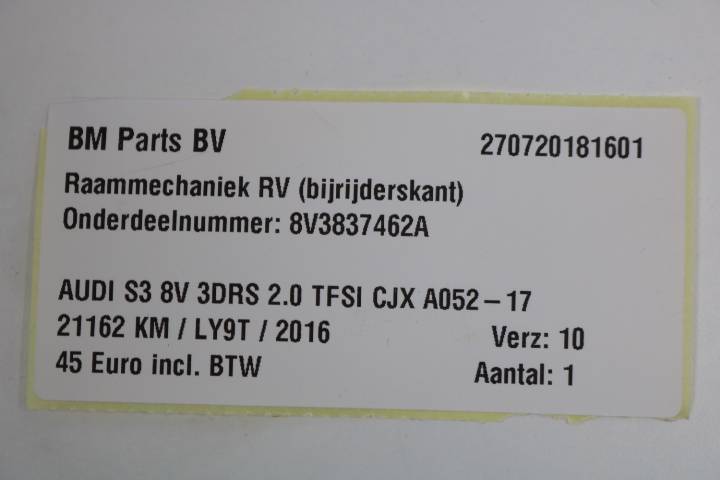 BM Parts BV 270720181601
Raammechaniek RV (bijrijderskant)
Onderdeelnummer: 8V3837462A
AUDI S3 8V 3DRS 2.0 TFSI CJX A052 – 17
21162 KM / LY9T / 2016 Verz: 10
45 Euro incl. BTW Aantal: 1